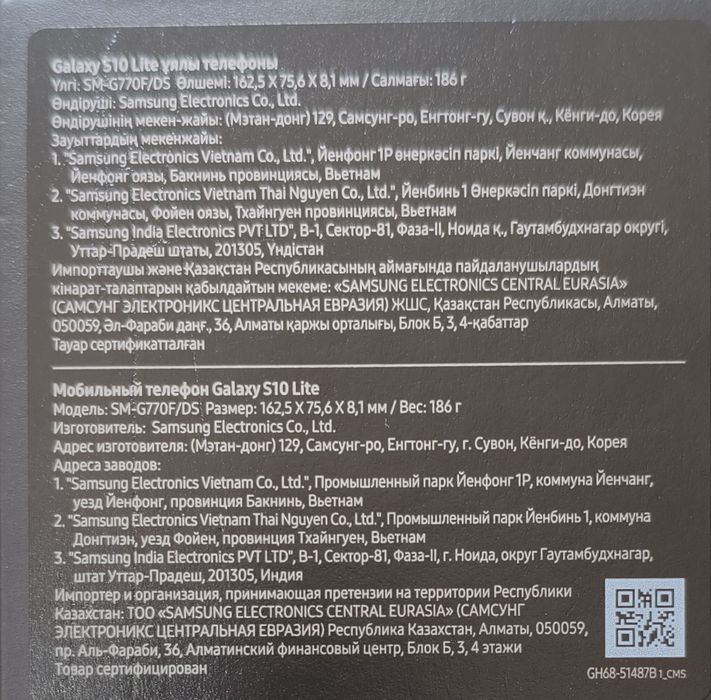 Galaxy S10 Lite ұялы телефоны
Үлгі: SM-G770F/DS Өлшемі: 162,5 X 75,6 X 8,1 мм / Салмағы: 186 г
Өндіруші: Samsung Electronics Co., Ltd.
Өндірушінің мекен-жайы: (Мэтан-донг) 129, Самсунг-ро, Енгтонг-гу, Сувон қ., Кёнги-до, Корея
Зауыттардың мекенжайы:
1. "Samsung Electronics Vietnam Co., Ltd.", Йенфонг 1Р өнеркәсіп паркі, Йенчанг коммунасы,
Йенфонг оязы, Бакнинь провинциясы, Вьетнам
2. "Samsung Electronics Vietnam Thai Nguyen Co., Ltd.", Йенбинь 1 Өнеркәсіп паркі, Донгтиэн
коммунасы, Фойен оязы, Тхайнгуен провинциясы, Вьетнам
3. "Samsung India Electronics PVT LTD", B-1, Сектор-81, Фаза-II, Ноида қ., Гаутамбудхнагар округі,
Уттар-Прадеш штаты, 201305, Үндістан
Импорттаушы және Қазақстан Республикасының аймағында пайдаланушылардың
кінарат-талаптарын қабылдайтын мекеме: «SAMSUNG ELECTRONICS CENTRAL EURASIA»
(САМСУНГ ЭЛЕКТРОНИКС ЦЕНТРАЛЬНАЯ ЕВРАЗИЯ) ЖШС, Қазақстан Республикасы, Алматы,
050059, Әл-Фараби даңғ., 36, Алматы қаржы орталығы, Блок Б, 3, 4-қабаттар
Тауар сертификатталған
Мобильный телефон Galaxy S10 Lite
Модель: SM-G770F/DS Размер: 162,5 X 75,6 X 8,1 мм / Вес: 186 г
Изготовитель: Samsung Electronics Co., Ltd.
Адрес изготовителя: (Мэтан-донг) 129, Самсунг-ро, Енгтонг-гу, г. Сувон, Кёнги-до, Корея
Адреса заводов:
1. "Samsung Electronics Vietnam Co., Ltd.", Промышленный парк Йенфонг 1Р, коммуна Йенчанг,
уезд Йенфонг, провинция Бакнинь, Вьетнам
2. "Samsung Electronics Vietnam Thai Nguyen Co., Ltd.", Промышленный парк Йенбинь 1, коммуна
Донгтиэн, уезд Фойен, провинция Тхайнгуен, Вьетнам
3. "Samsung India Electronics PVT LTD", B-1, Сектор-81, Фаза-II, г. Ноида, округ Гаутамбудхнагар,
штат Уттар-Прадеш, 201305, Индия
Импортер и организация, принимающая претензии на территории Республики
Казахстан: ТОО «SAMSUNG ELECTRONICS CENTRAL EURASIA» (САМСУНГ
ЭЛЕКТРОНИКС ЦЕНТРАЛЬНАЯ ЕВРАЗИЯ) Республика Казахстан, Алматы, 050059,
пр. Аль-Фараби, 36, Алматинский финансовый центр, Блок Б, 3, 4 этажи
Товар сертифицирован
GH68-51487B 1_CMS